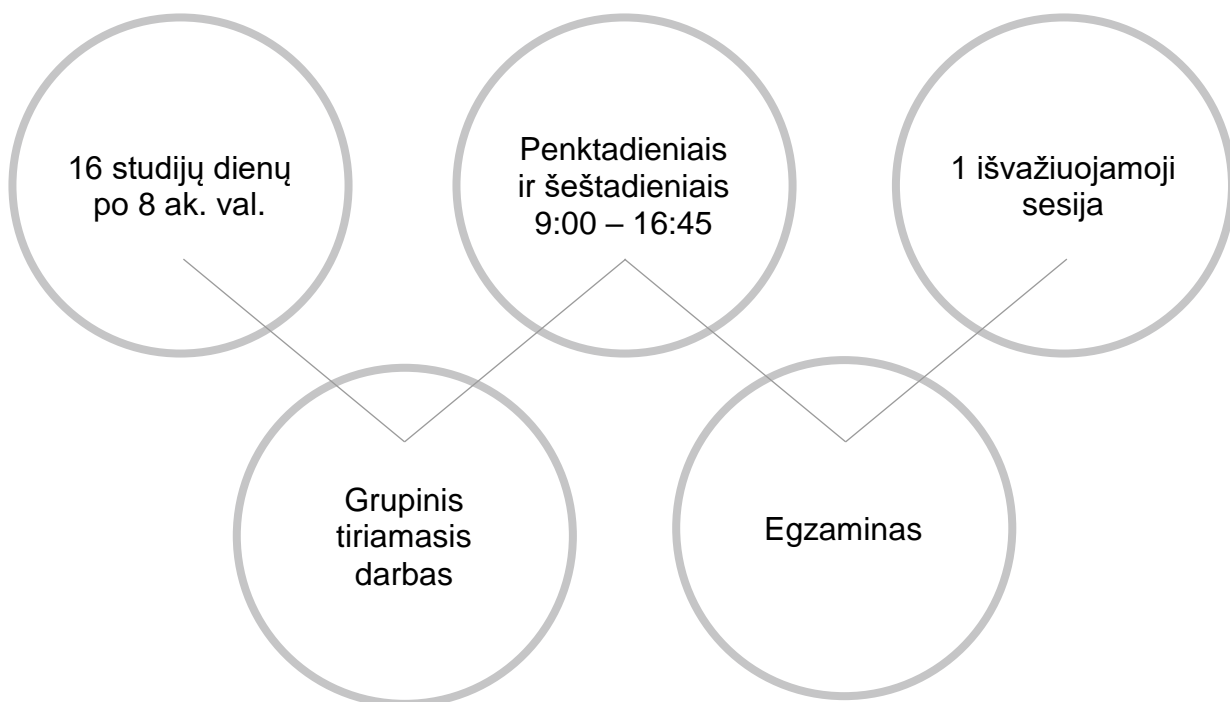 16 studijų dienų
po 8 ak. val.
Penktadieniais
ir šeštadieniais
9:00 – 16:45
1 išvažiuojamoji
sesija
Grupinis
tiriamasis
darbas
Egzaminas